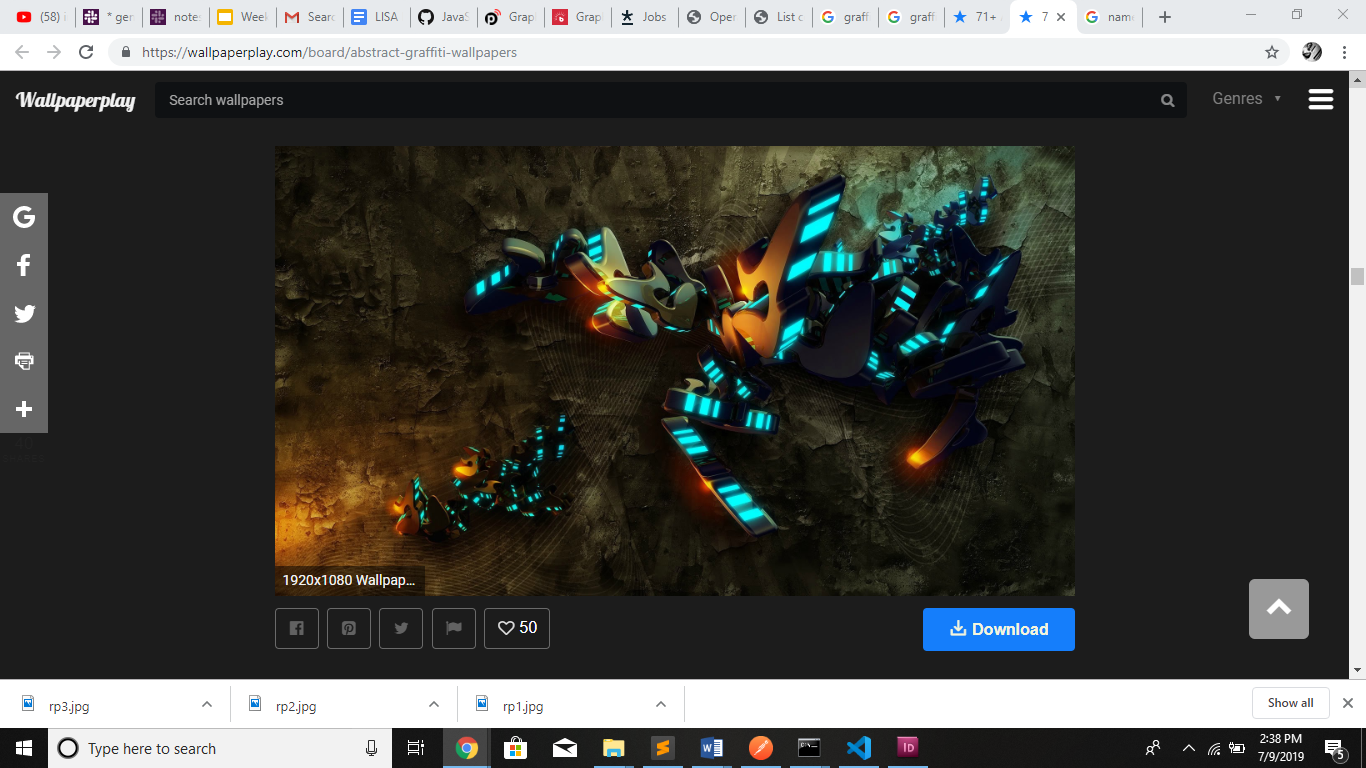 (58) i
* ger
notes
Week
Searc
LISA
JavaS
Grap
Grap
Jobs
Oper
List c
graff
graff
71+
7
name
https://wallpaperplay.com/board/abstract-graffiti-wallpapers
Wallpaperplay
Search wallpapers
Genres
1920x1080 Wallpap...
50
Download
rp3.jpg
rp2.jpg
rp1.jpg
Show all
Type here to search
2:38 PM
7/9/2019
5